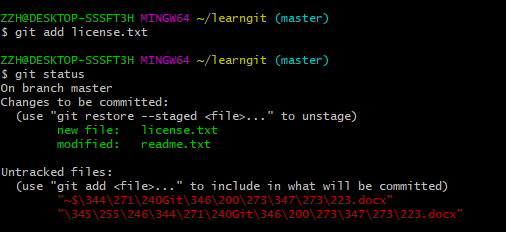 ZZH@DESKTOP-SSSFT3H MINGW64 ~/learngit (master)
$ git add license.txt
ZZH@DESKTOP-SSSFT3H MINGW64 ~/learngit (master)
$ git status
On branch master
Changes to be committed:
  (use "git restore --staged <file>..." to unstage)
        new file:   license.txt
        modified:   readme.txt
Untracked files:
  (use "git add <file>..." to include in what will be committed)
        "~$\344\271\240Git\346\200\273\347\273\223.docx"
        "\345\255\246\344\271\240Git\346\200\273\347\273\223.docx"